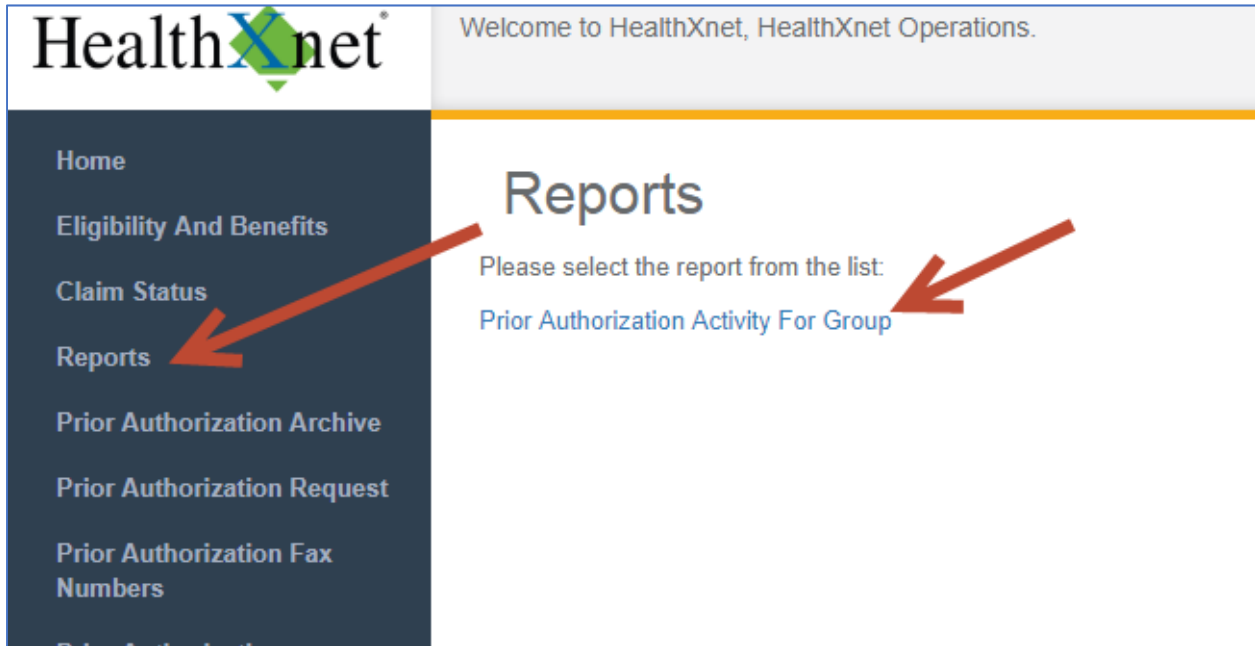 HealthXnet®
Welcome to HealthXnet, HealthXnet Operations.
Home
Eligibility And Benefits
Claim Status
Reports
Prior Authorization Archive
Prior Authorization Request
Prior Authorization Fax
Numbers
Reports
Please select the report from the list:
Prior Authorization Activity For Group